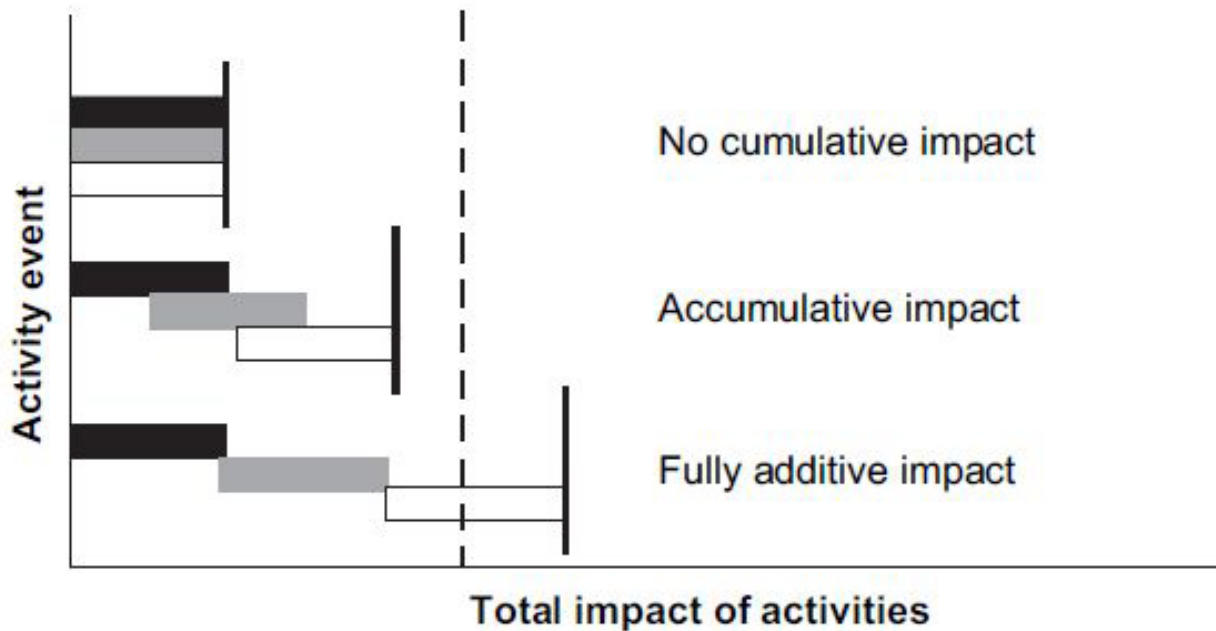 No cumulative impact
Accumulative impact
Fully additive impact
Activity event
Total impact of activities